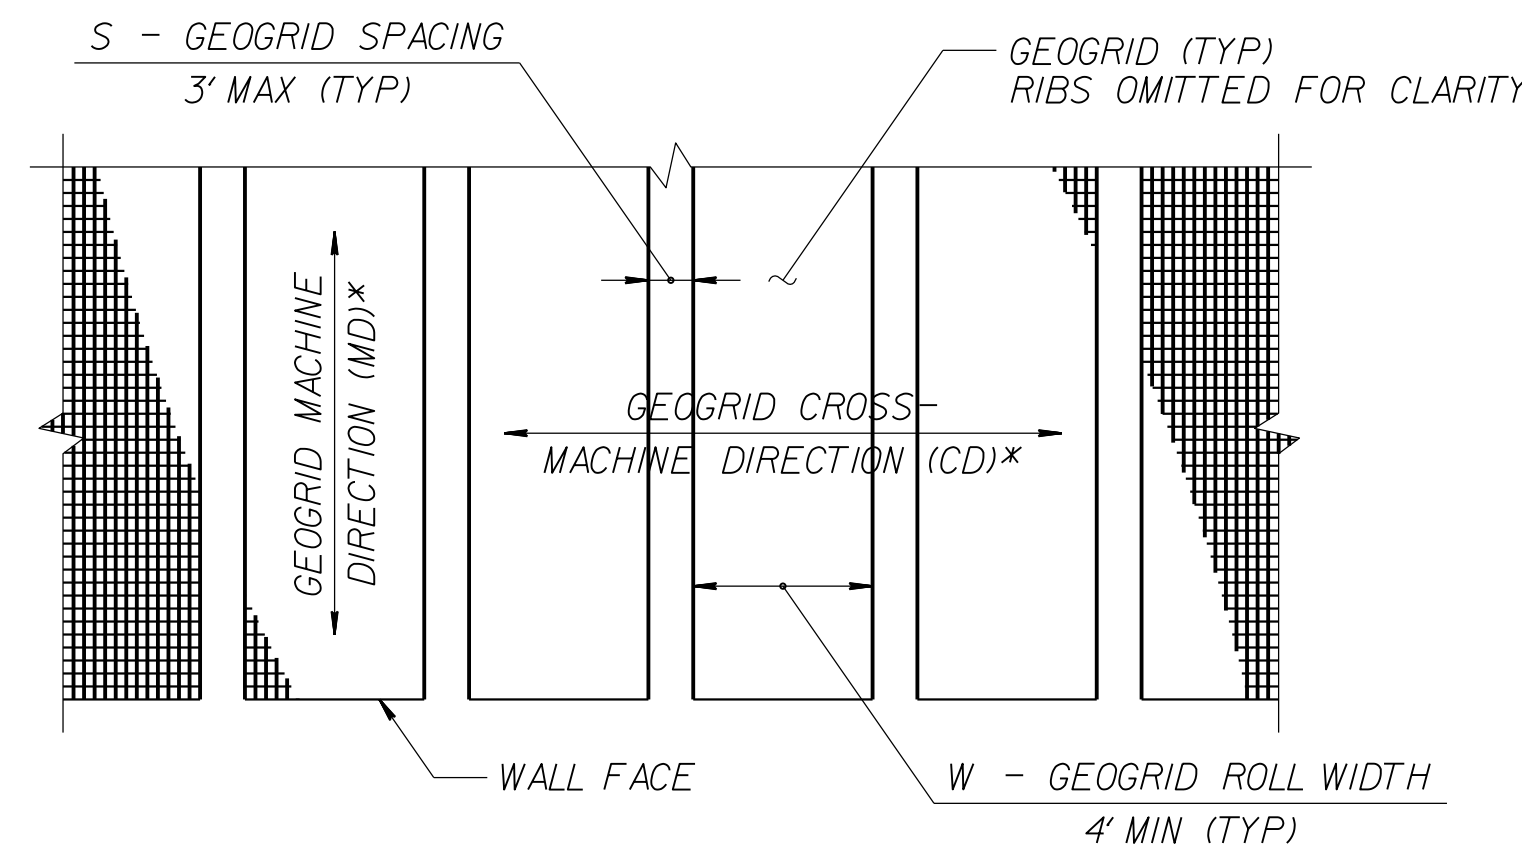 S - GEOGRID SPACING
3' MAX (TYP)
GEOGRID (TYP)
RIBS OMITTED FOR CLARITY
GEOGRID MACHINE
DIRECTION (MD)*
GEOGRID CROSS-
MACHINE DIRECTION (CD)*
WALL FACE
W - GEOGRID ROLL WIDTH
4' MIN (TYP)